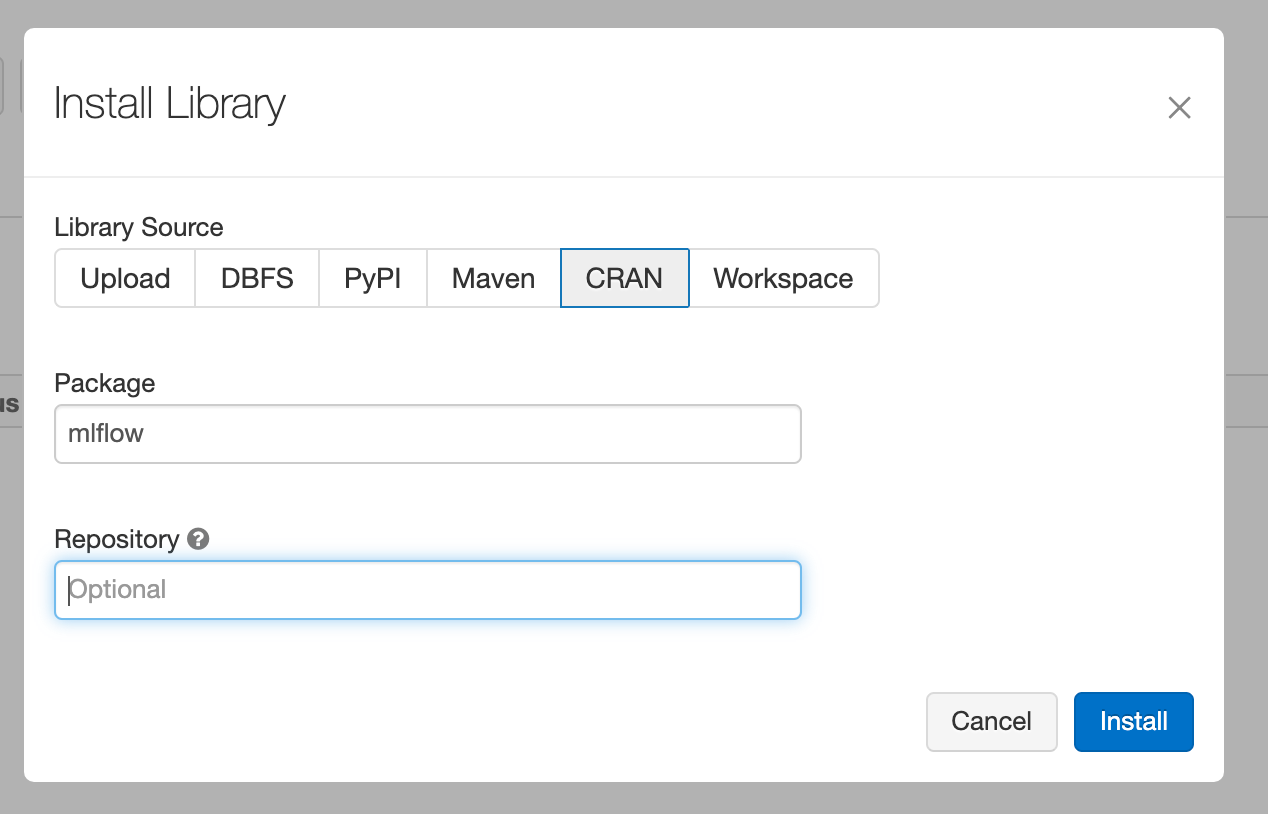 Install Library
Library Source
Upload DBFS PyPI Maven CRAN Workspace
us
Package
mlflow
Repository ?
Optional
Cancel Install